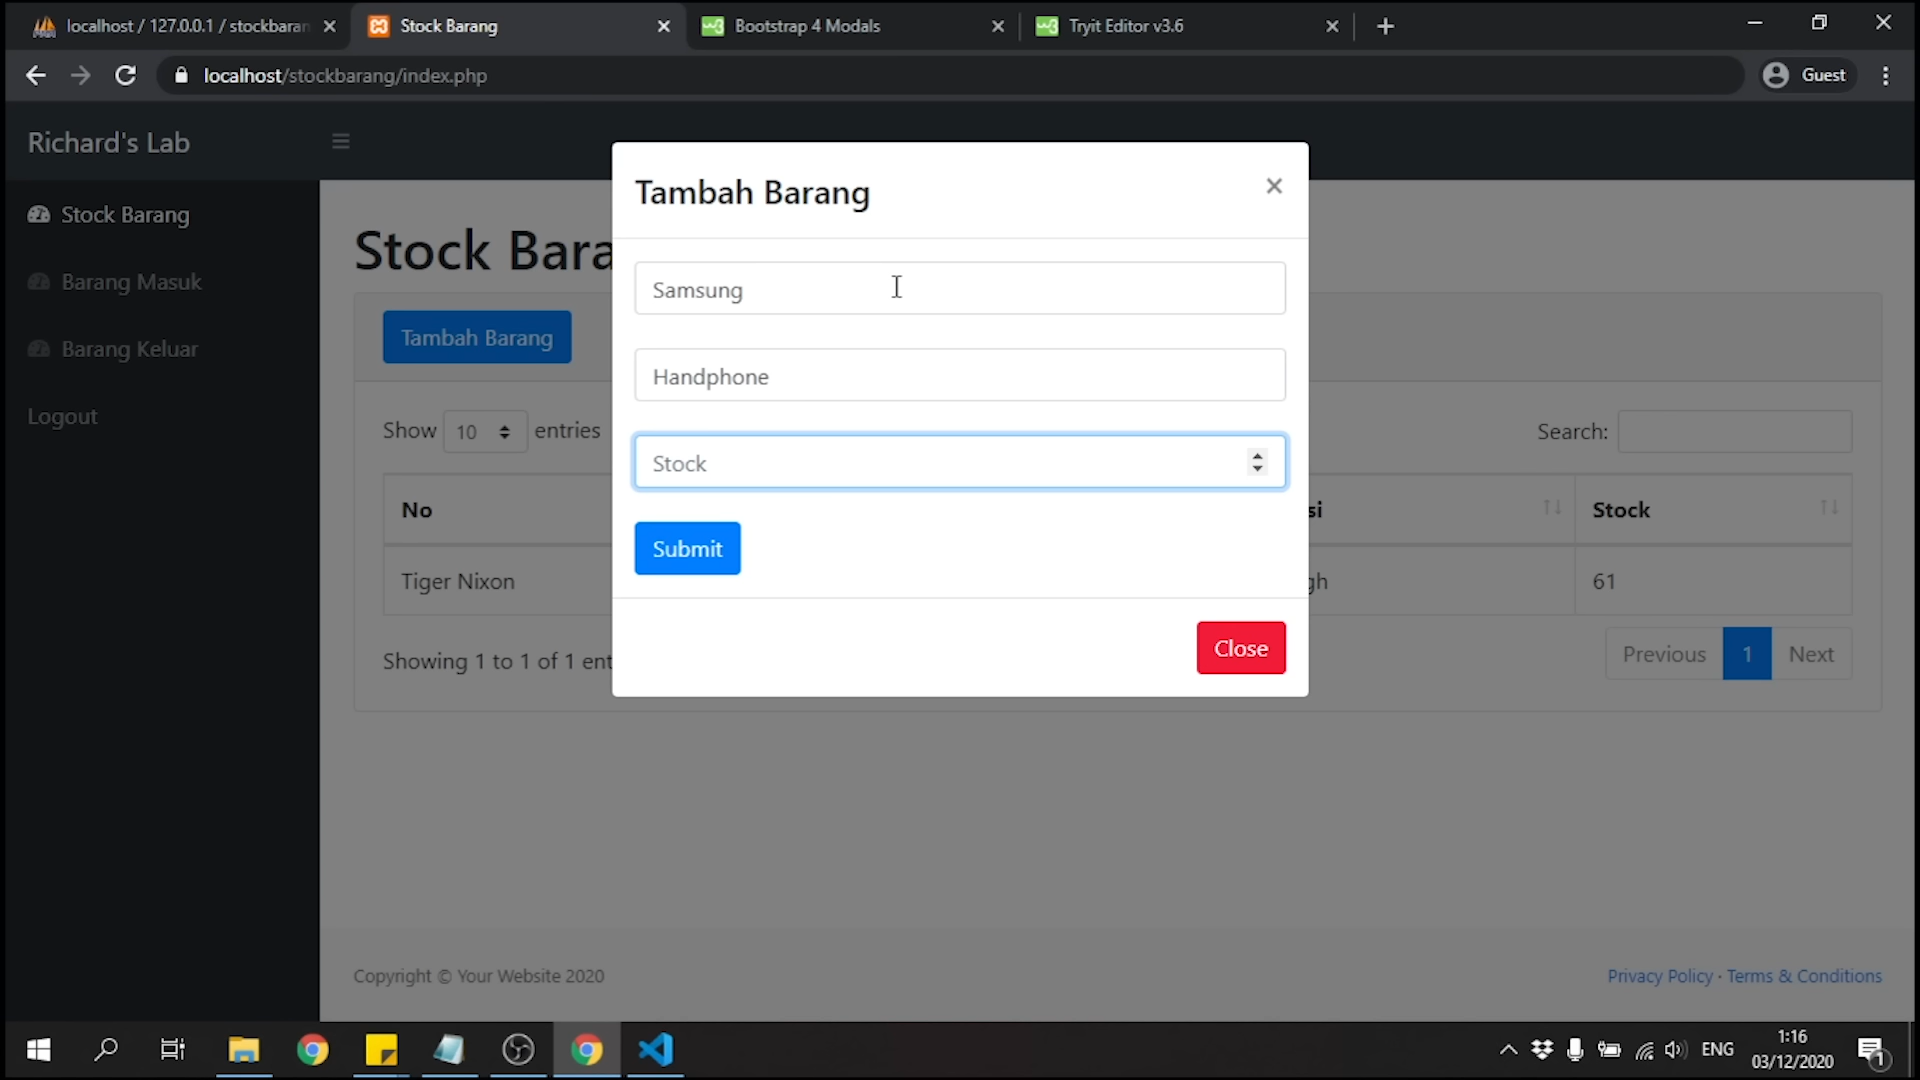 localhost / 127.0.0.1 / stockbaran
Stock Barang
Bootstrap 4 Modals
Tryit Editor v3.6
localhost/stockbarang/index.php
Guest
Richard's Lab
Stock Barang
Barang Masuk
Barang Keluar
Logout
Stock Bara
Tambah Barang
Tambah Barang
Samsung
Handphone
Stock
Submit
Close
Show 10 entries
Search:
No
si
Stock
Tiger Nixon
gh
61
Showing 1 to 1 of 1 ent
Previous 1 Next
Copyright © Your Website 2020
Privacy Policy · Terms & Conditions
ENG
1:16
03/12/2020
1